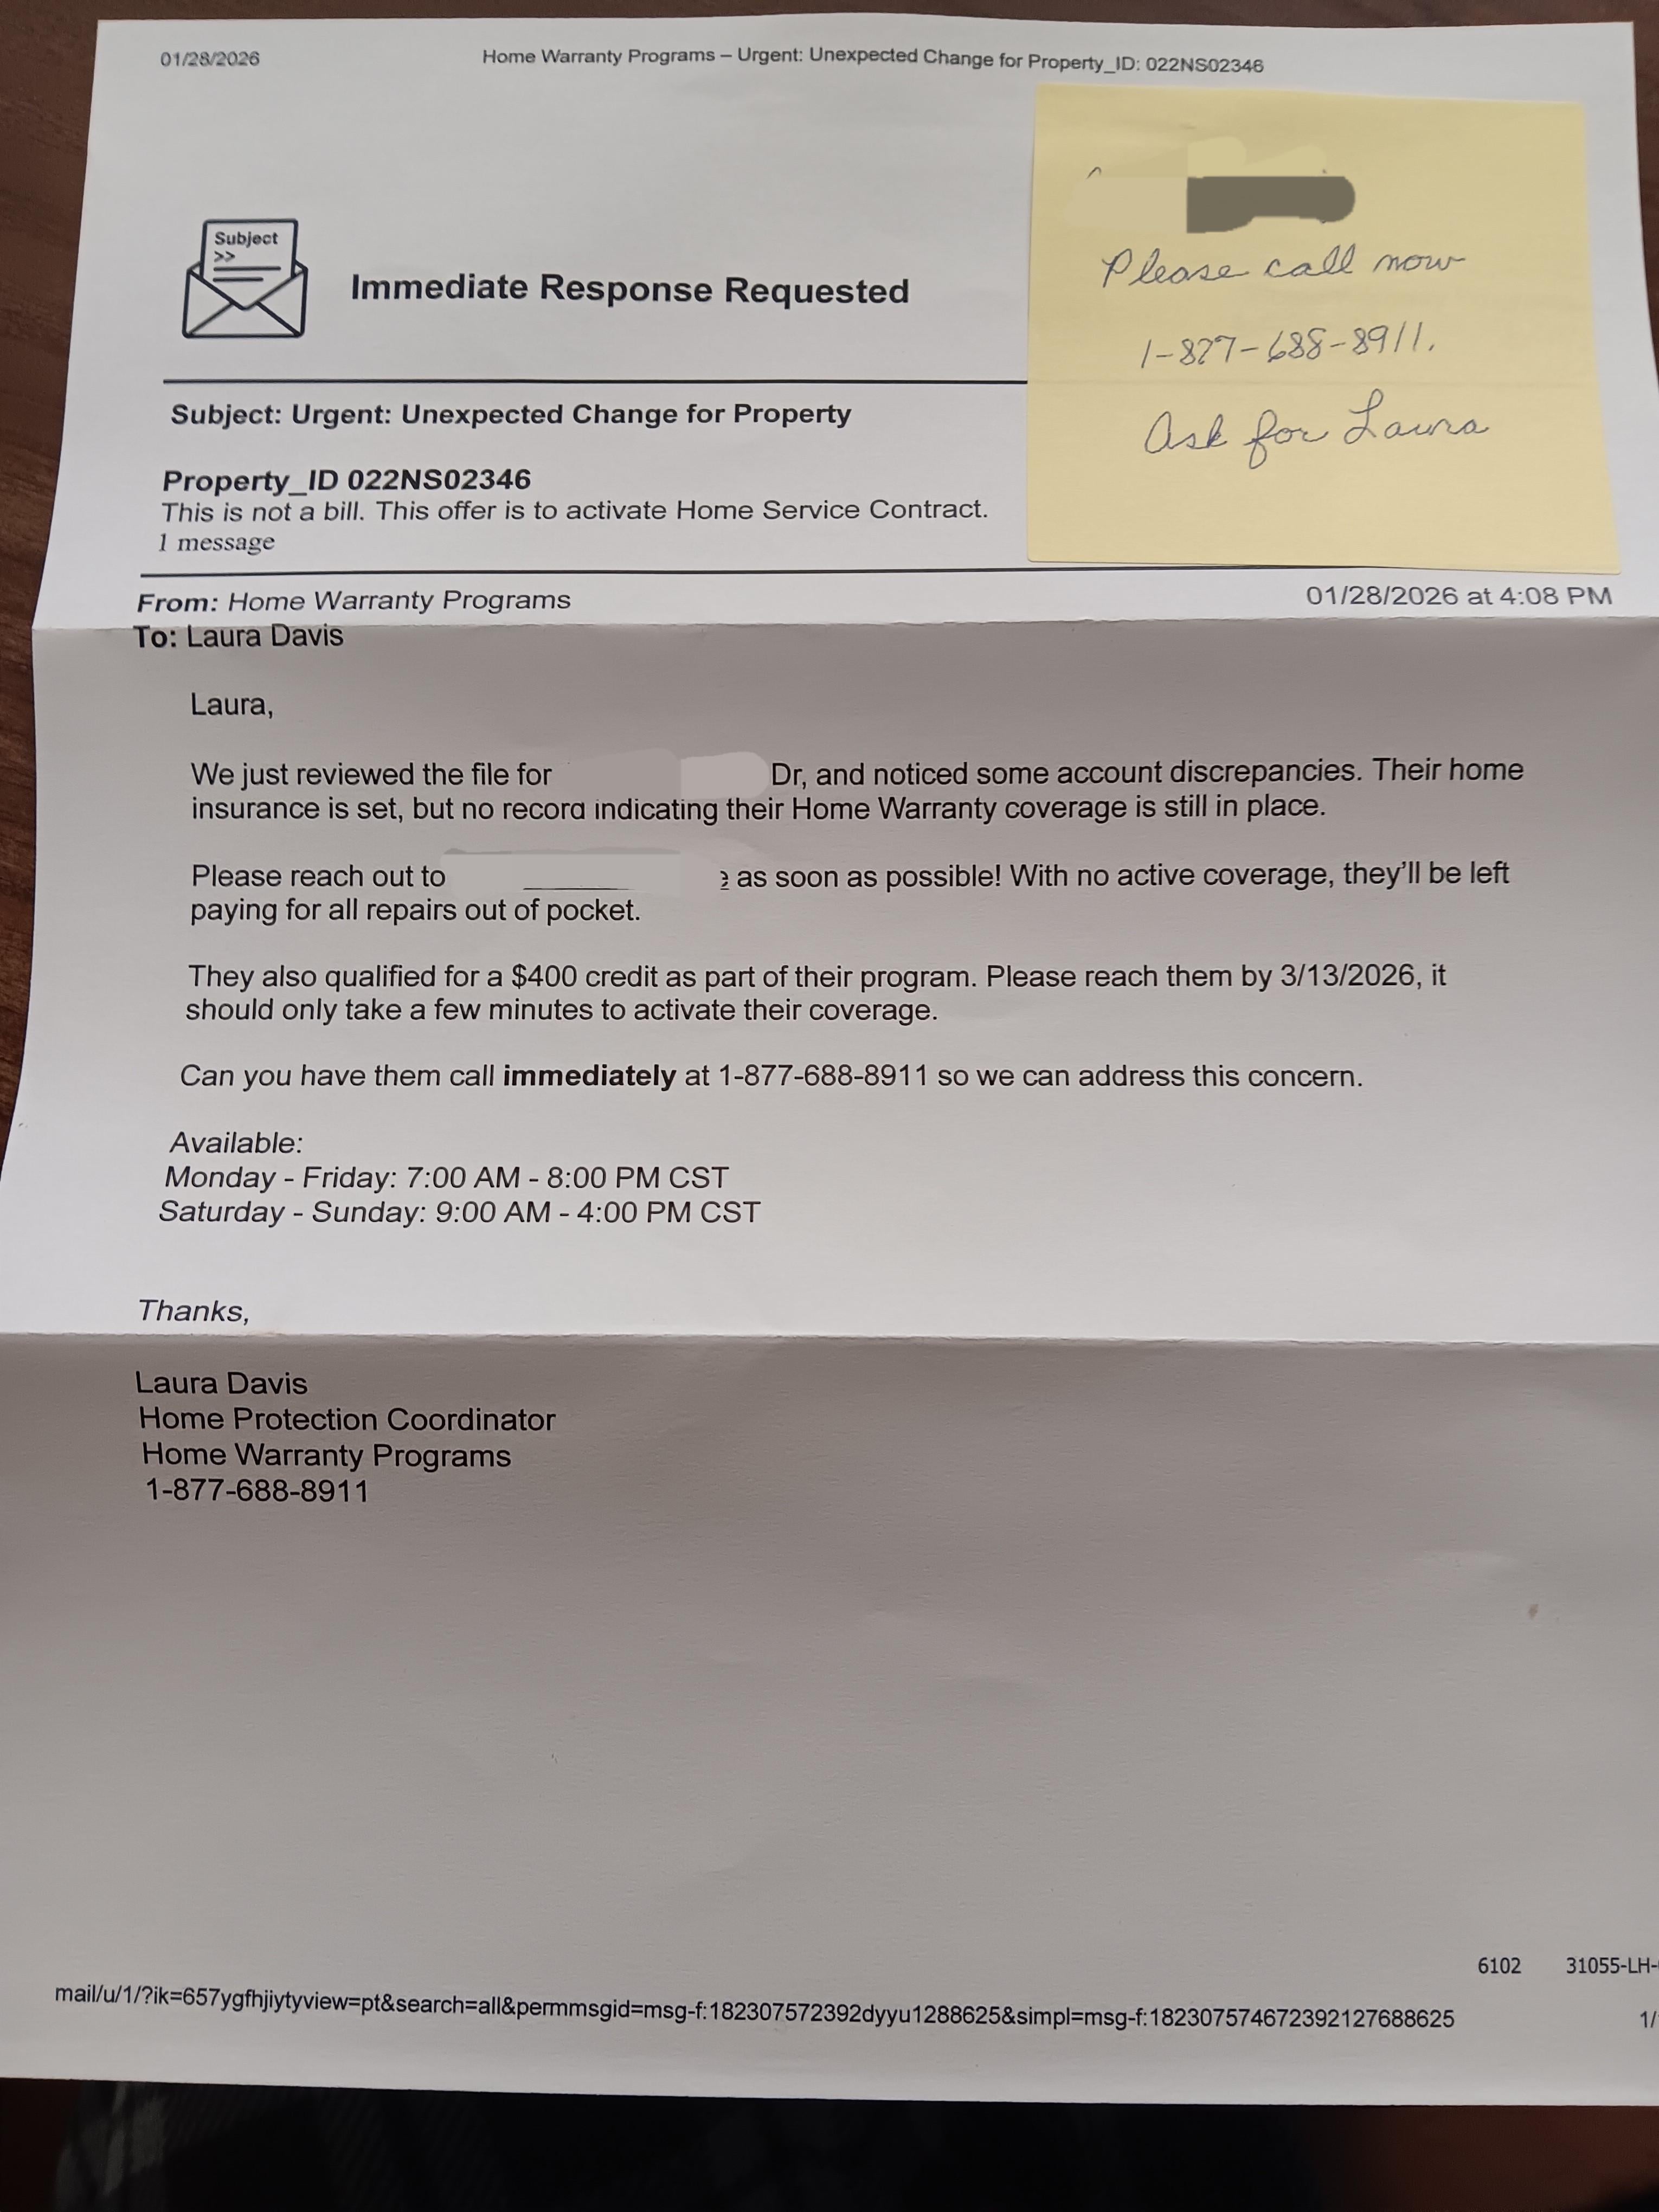 01/28/2026 Home Warranty Programs – Urgent: Unexpected Change for Property_ID: 022NS02346
Subject
>>
Immediate Response Requested
Please call now
1-877-688-8911.
Ask for Laura
Subject: Urgent: Unexpected Change for Property
Property_ID 022NS02346
This is not a bill. This offer is to activate Home Service Contract.
1 message
From: Home Warranty Programs 01/28/2026 at 4:08 PM
To: Laura Davis
Laura,
We just reviewed the file for Dr, and noticed some account discrepancies. Their home
insurance is set, but no record indicating their Home Warranty coverage is still in place.
Please reach out to as soon as possible! With no active coverage, they'll be left
paying for all repairs out of pocket.
They also qualified for a $400 credit as part of their program. Please reach them by 3/13/2026, it
should only take a few minutes to activate their coverage.
Can you have them call immediately at 1-877-688-8911 so we can address this concern.
Available:
Monday - Friday: 7:00 AM - 8:00 PM CST
Saturday - Sunday: 9:00 AM - 4:00 PM CST
Thanks,
Laura Davis
Home Protection Coordinator
Home Warranty Programs
1-877-688-8911
6102 31055-LH-
mail/u/1/?ik=657ygfhjiytyview=pt&search=all&permmsgid=msg-f:182307572392dyyu1288625&simpl=msg-f:182307574672392127688625 1/